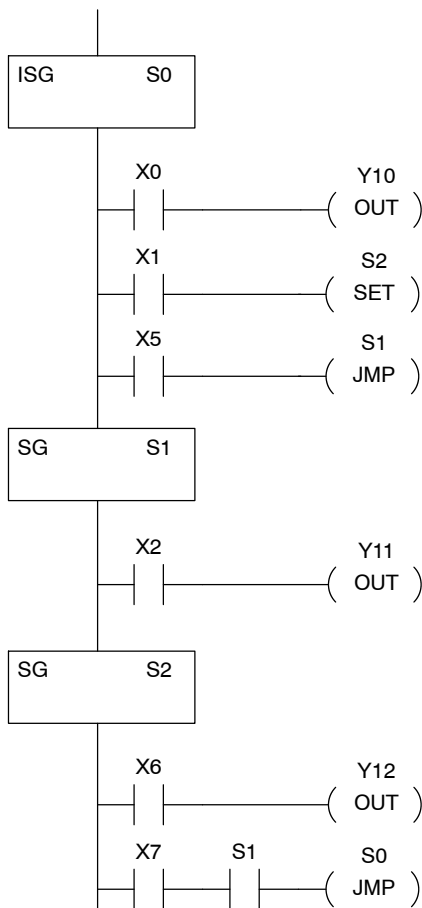 ISG S0
X0 Y10
OUT
X1 S2
SET
X5 S1
JMP
SG S1
X2 Y11
OUT
SG S2
X6 Y12
OUT
X7 S1 S0
JMP